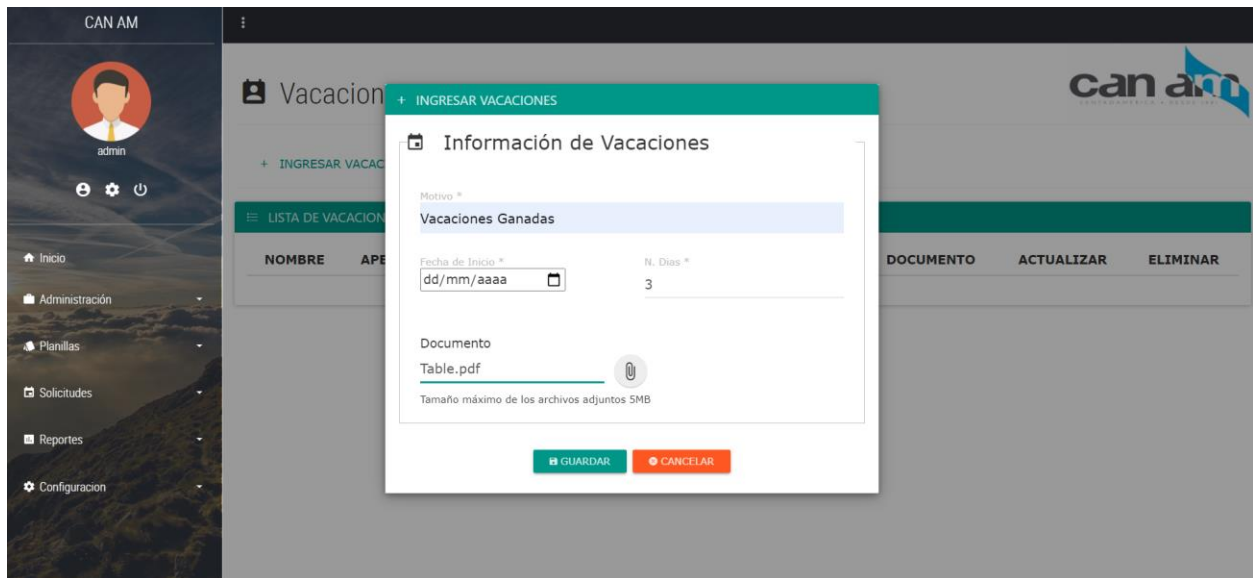 CAN AM
Vacacion
can am
+ INGRESAR VACACIONES
Información de Vacaciones
admin
+ INGRESAR VACAC
Motivo *
Vacaciones Ganadas
LISTA DE VACACION
Inicio
NOMBRE APE DOCUMENTO ACTUALIZAR ELIMINAR
Fecha de Inicio * N. Dias *
dd/mm/aaaa 3
Administración
Planillas
Documento
Table.pdf
Tamaño máximo de los archivos adjuntos 5MB
Solicitudes
Reportes
GUARDAR CANCELAR
Configuracion